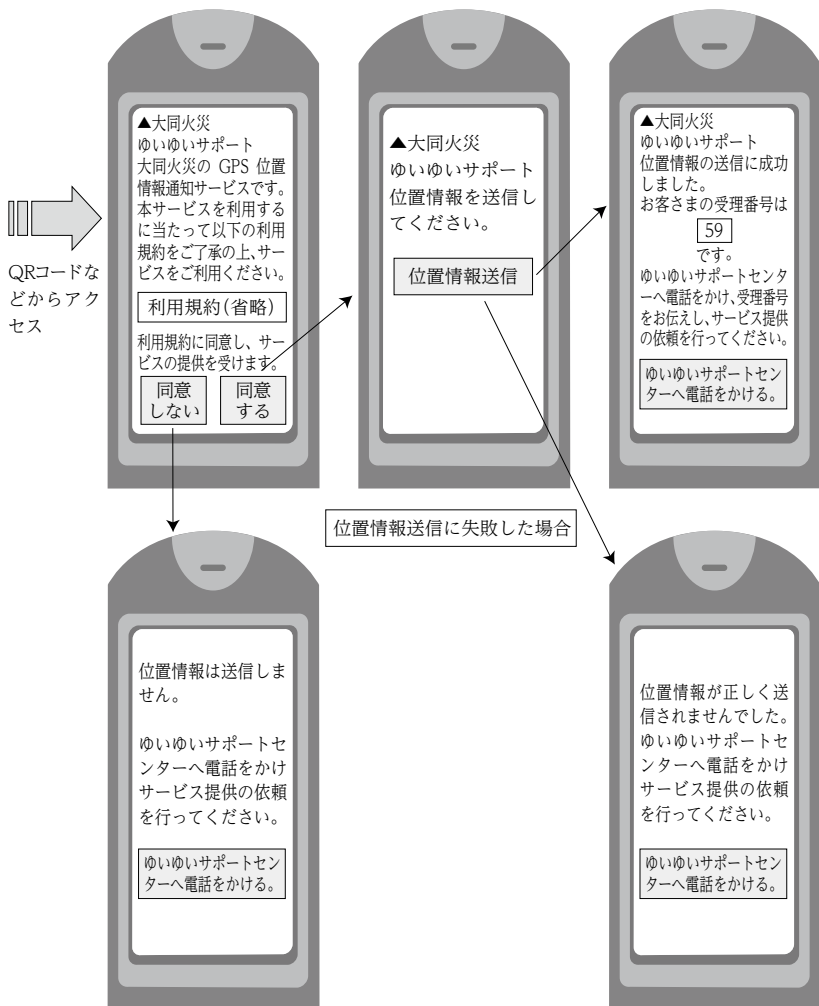 QRコードな
どからアク
セス
▲大同火災
ゆいゆいサポート
大同火災の GPS 位置
情報通知サービスです。
本サービスを利用する
に当たって以下の利用
規約をご了承の上、サー
ビスをご利用ください。
利用規約(省略)
利用規約に同意し、サー
ビスの提供を受けます。
同意
しない
同意
する
▲大同火災
ゆいゆいサポート
位置情報を送信し
てください。
位置情報送信
▲大同火災
ゆいゆいサポート
位置情報の送信に成功
しました。
お客さまの受理番号は
59
です。
ゆいゆいサポートセンタ
ーへ電話をかけ、受理番号
をお伝えし、サービス提供
の依頼を行ってください。
ゆいゆいサポートセン
ターへ電話をかける。
位置情報送信に失敗した場合
位置情報は送信しま
せん。
ゆいゆいサポートセ
ンターへ電話をかけ
サービス提供の依頼
を行ってください。
ゆいゆいサポートセン
ターへ電話をかける。
位置情報が正しく送
信されませんでした。
ゆいゆいサポートセ
ンターへ電話をかけ
サービス提供の依頼
を行ってください。
ゆいゆいサポートセン
ターへ電話をかける。